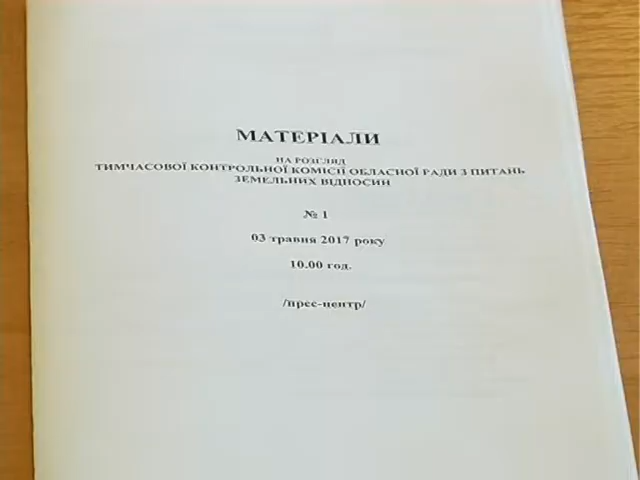 МАТЕРІАЛИ
НА РОЗГЛЯД
ТИМЧАСОВОЇ КОНТРОЛЬНОЇ КОМІСІЇ ОБЛАСНОЇ РАДИ З ПИТАНЬ
ЗЕМЕЛЬНИХ ВІДНОСИН
№ 1
03 травня 2017 року
10.00 год.
/прес-центр/